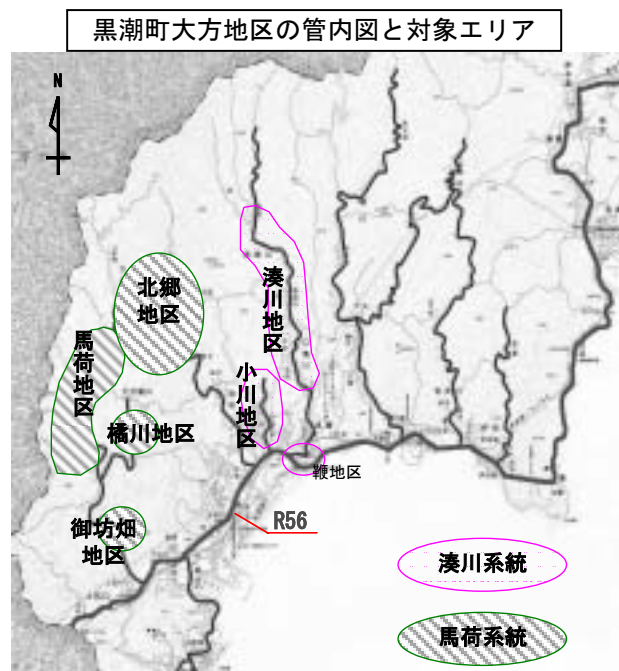 黒潮町大方地区の管内図と対象エリア
N
北郷
地区
湊川地区
馬荷地区
小川地区
橘川地区
鞭地区
御坊畑
地区
R56
湊川系統
馬荷系統